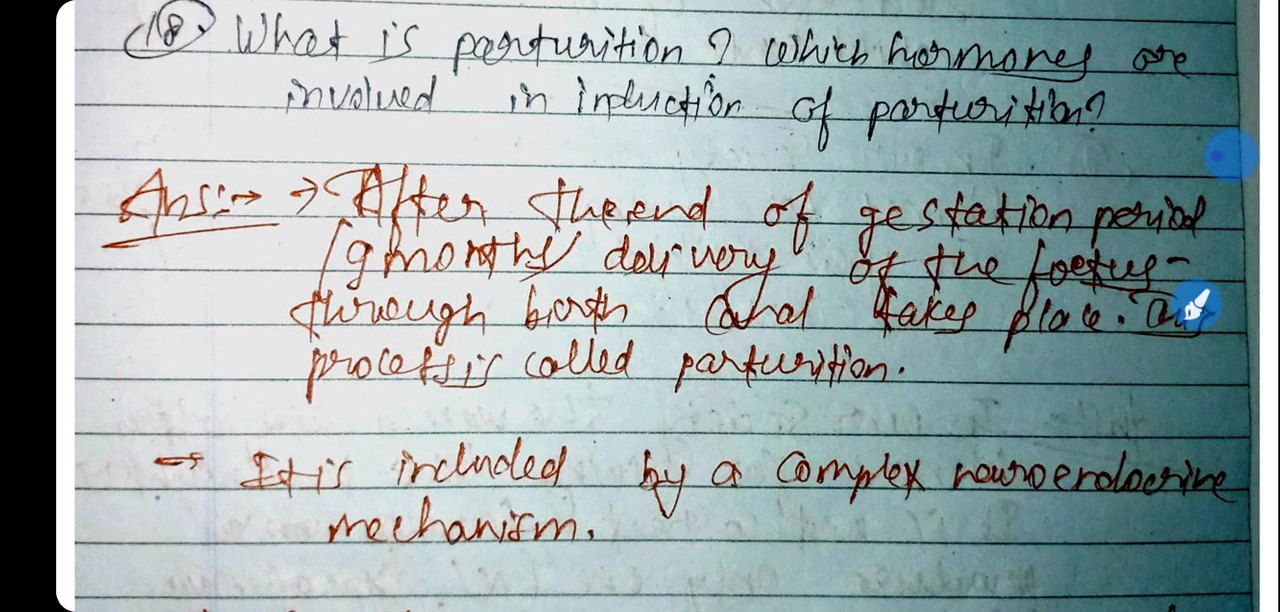 (18) What is parturition? Which hormones are
involved in induction of parturition?
Ans:→ → After the end of gestation period
(9 months) delivery of the foetus-
through birth canal takes place.
process is called parturition.
→ It is included by a complex neuroendocrine
mechanism.